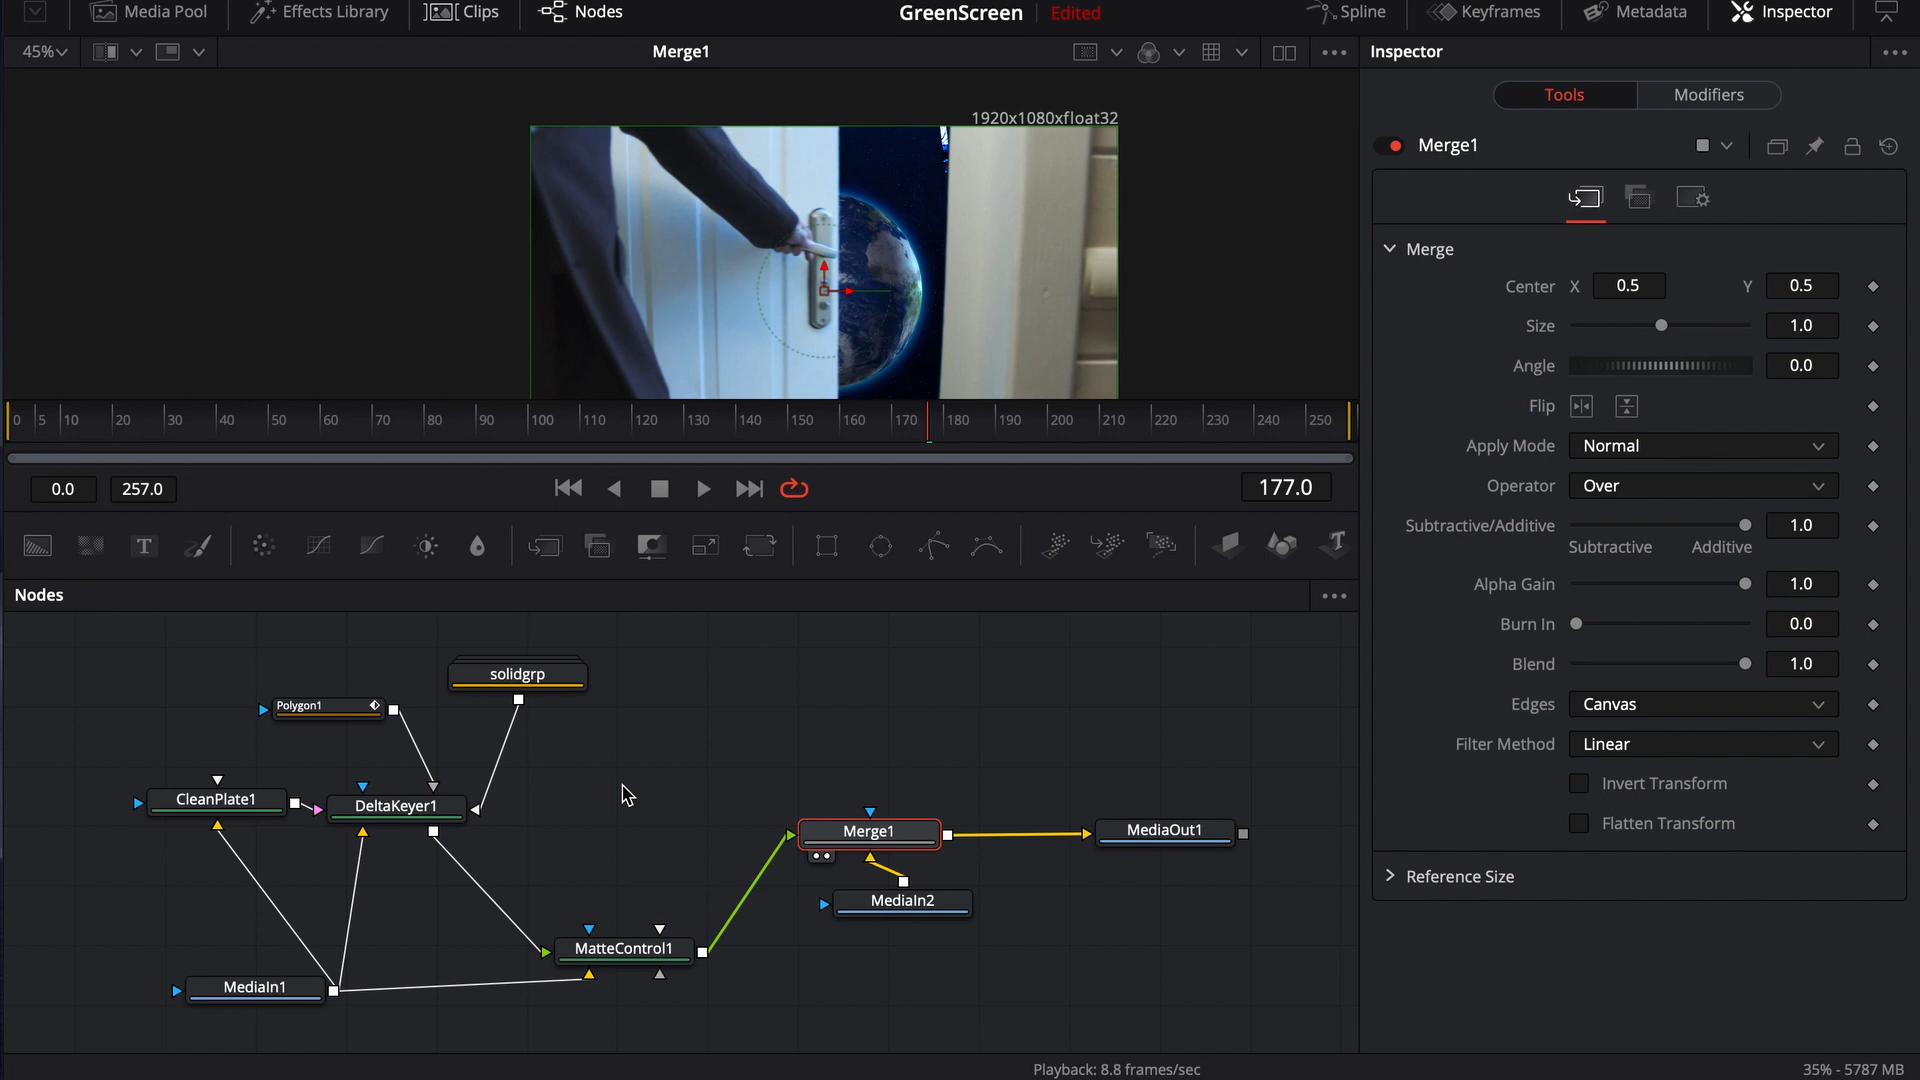 Media Pool
Effects Library
Clips
Nodes
GreenScreen
Edited
Spline
Keyframes
Metadata
Inspector
45%
Merge1
Inspector
1920x1080xfloat32
Tools
Modifiers
Merge1
Merge
Center X 0.5 Y 0.5
Size 1.0
Angle 0.0
Flip
Apply Mode Normal
Operator Over
Subtractive/Additive 1.0
Subtractive Additive
Alpha Gain 1.0
Burn In 0.0
Blend 1.0
Edges Canvas
Filter Method Linear
Invert Transform
Flatten Transform
Reference Size
0 5 10 20 30 40 50 60 70 80 90 100 110 120 130 140 150 160 170 180 190 200 210 220 230 240 250
0.0 257.0 177.0
T
T
Nodes
solidgrp
Polygon1
CleanPlate1
DeltaKeyer1
Merge1
MediaOut1
MediaIn2
MatteControl1
MediaIn1
Playback: 8.8 frames/sec
35% - 5787 MB